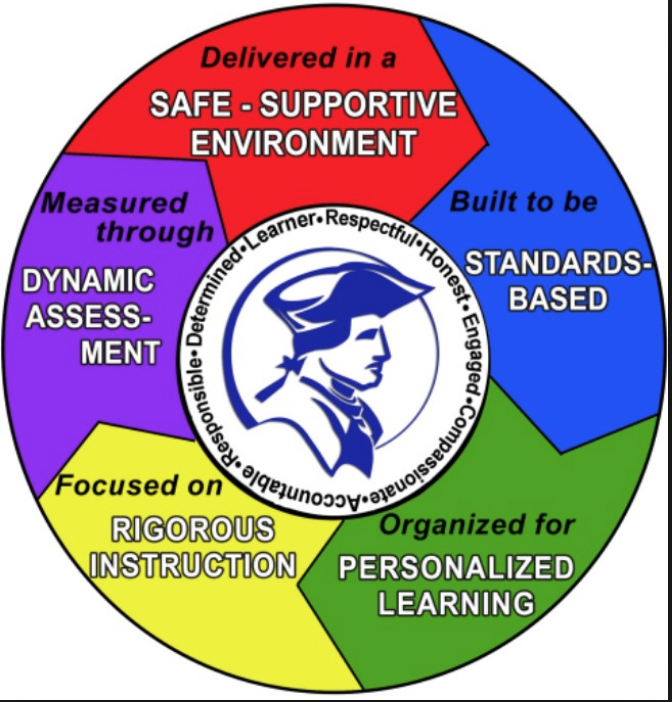 Delivered in a
SAFE - SUPPORTIVE
ENVIRONMENT
Built to be
STANDARDS-
BASED
Organized for
PERSONALIZED
LEARNING
Focused on
RIGOROUS
INSTRUCTION
Measured
through
DYNAMIC
ASSESS-
MENT
Learner•Respectful•Honest•Engaged•Compassionate•Accountable•Responsible•Determined•